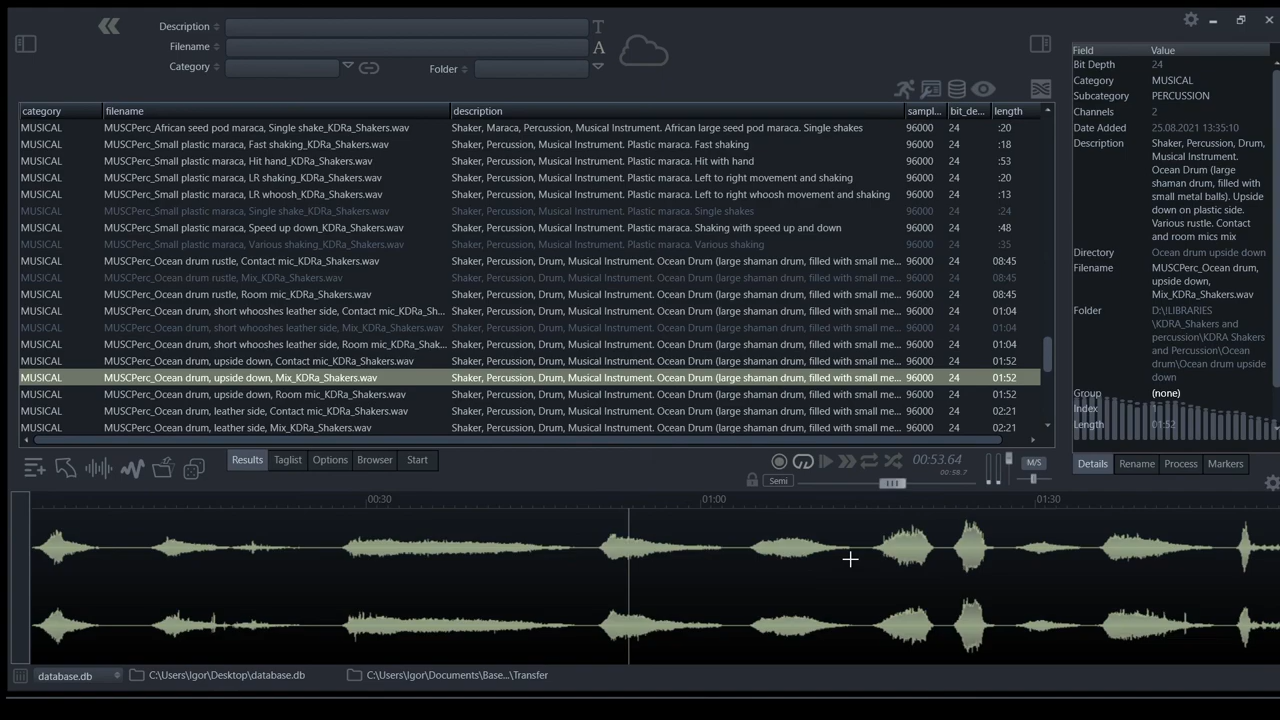 Description
T
Filename
A
Category
Folder
category filename description sampl... bit_de... length
MUSICAL MUSCPerc_African seed pod maraca, Single shake_KDRa_Shakers.wav Shaker, Maraca, Percussion, Musical Instrument. African large seed pod maraca. Single shakes 96000 24 :20
MUSICAL MUSCPerc_Small plastic maraca, Fast shaking_KDRa_Shakers.wav Shaker, Maraca, Percussion, Musical Instrument. Plastic maraca. Fast shaking 96000 24 :18
MUSICAL MUSCPerc_Small plastic maraca, Hit hand_KDRa_Shakers.wav Shaker, Maraca, Percussion, Musical Instrument. Plastic maraca. Hit with hand 96000 24 :53
MUSICAL MUSCPerc_Small plastic maraca, LR shaking_KDRa_Shakers.wav Shaker, Maraca, Percussion, Musical Instrument. Plastic maraca. Left to right movement and shaking 96000 24 :20
MUSICAL MUSCPerc_Small plastic maraca, LR whoosh_KDRa_Shakers.wav Shaker, Maraca, Percussion, Musical Instrument. Plastic maraca. Left to right whoosh movement and shaking 96000 24 :13
MUSICAL MUSCPerc_Small plastic maraca, Single shake_KDRa_Shakers.wav Shaker, Maraca, Percussion, Musical Instrument. Plastic maraca. Single shakes 96000 24 :24
MUSICAL MUSCPerc_Small plastic maraca, Speed up down_KDRa_Shakers.wav Shaker, Maraca, Percussion, Musical Instrument. Plastic maraca. Shaking with speed up and down 96000 24 :48
MUSICAL MUSCPerc_Small plastic maraca, Various shaking_KDRa_Shakers.wav Shaker, Maraca, Percussion, Musical Instrument. Plastic maraca. Various shaking 96000 24 :35
MUSICAL MUSCPerc_Ocean drum rustle, Contact mic_KDRa_Shakers.wav Shaker, Percussion, Drum, Musical Instrument. Ocean Drum (large shaman drum, filled with small me... 96000 24 08:45
MUSICAL MUSCPerc_Ocean drum rustle, Mix_KDRa_Shakers.wav Shaker, Percussion, Drum, Musical Instrument. Ocean Drum (large shaman drum, filled with small me... 96000 24 08:45
MUSICAL MUSCPerc_Ocean drum rustle, Room mic_KDRa_Shakers.wav Shaker, Percussion, Drum, Musical Instrument. Ocean Drum (large shaman drum, filled with small me... 96000 24 08:45
MUSICAL MUSCPerc_Ocean drum, short whooshes leather side, Contact mic_KDRa_Sh... Shaker, Percussion, Drum, Musical Instrument. Ocean Drum (large shaman drum, filled with small me... 96000 24 01:04
MUSICAL MUSCPerc_Ocean drum, short whooshes leather side, Mix_KDRa_Shakers.wav Shaker, Percussion, Drum, Musical Instrument. Ocean Drum (large shaman drum, filled with small me... 96000 24 01:04
MUSICAL MUSCPerc_Ocean drum, short whooshes leather side, Room mic_KDRa_Shake... Shaker, Percussion, Drum, Musical Instrument. Ocean Drum (large shaman drum, filled with small me... 96000 24 01:04
MUSICAL MUSCPerc_Ocean drum, upside down, Contact mic_KDRa_Shakers.wav Shaker, Percussion, Drum, Musical Instrument. Ocean Drum (large shaman drum, filled with small me... 96000 24 01:52
MUSICAL MUSCPerc_Ocean drum, upside down, Mix_KDRa_Shakers.wav Shaker, Percussion, Drum, Musical Instrument. Ocean Drum (large shaman drum, filled with small me... 96000 24 01:52
MUSICAL MUSCPerc_Ocean drum, upside down, Room mic_KDRa_Shakers.wav Shaker, Percussion, Drum, Musical Instrument. Ocean Drum (large shaman drum, filled with small me... 96000 24 01:52
MUSICAL MUSCPerc_Ocean drum, leather side, Contact mic_KDRa_Shakers.wav Shaker, Percussion, Drum, Musical Instrument. Ocean Drum (large shaman drum, filled with small me... 96000 24 02:21
MUSICAL MUSCPerc_Ocean drum, leather side, Mix_KDRa_Shakers.wav Shaker, Percussion, Drum, Musical Instrument. Ocean Drum (large shaman drum, filled with small me... 96000 24 02:21
Field Value
Bit Depth 24
Category MUSICAL
Subcategory PERCUSSION
Channels 2
Date Added 25.08.2021 13:35:10
Description Shaker, Percussion, Drum,
Musical Instrument.
Ocean Drum (large
shaman drum, filled with
small metal balls). Upside
down on plastic side.
Various rustle. Contact
and room mics mix
Directory Ocean drum upside down
Filename MUSCPerc_Ocean drum,
upside down,
Mix_KDRa_Shakers.wav
Folder D:\!LIBRARIES
\KDRA_Shakers and
percussion\KDRA Shakers
and Percussion\Ocean
drum\Ocean drum upside
down
Group (none)
Index 1
Length 01:52
Results Taglist Options Browser Start
Semi
00:53.64
00:58.7
M/S
Details Rename Process Markers
00:30 01:00 01:30
database.db C:\Users\Igor\Desktop\database.db C:\Users\Igor\Documents\Base...\Transfer